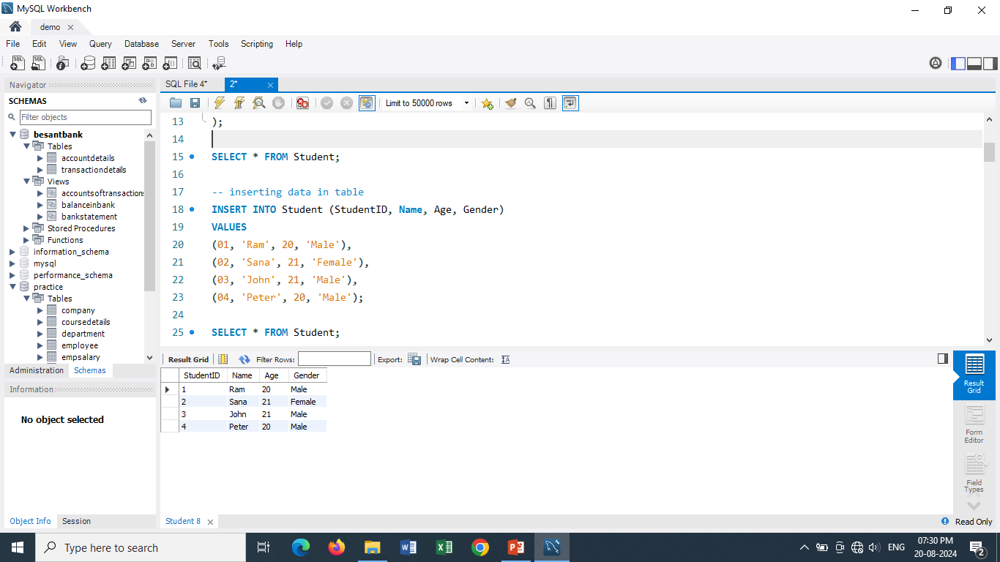 MySQL Workbench
demo
File Edit View Query Database Server Tools Scripting Help
Navigator
SCHEMAS
Filter objects
besantbank
Tables
accountdetails
transactiondetails
Views
accountsoftransactions
balanceinbank
bankstatement
Stored Procedures
Functions
information_schema
mysql
performance_schema
practice
Tables
company
coursedetails
department
employee
empsalary
Administration Schemas
Information
No object selected
Object Info Session
SQL File 4* 2*
Limit to 50000 rows
13 );
14
15 SELECT * FROM Student;
16
17 -- inserting data in table
18 INSERT INTO Student (StudentID, Name, Age, Gender)
19 VALUES
20 (01, 'Ram', 20, 'Male'),
21 (02, 'Sana', 21, 'Female'),
22 (03, 'John', 21, 'Male'),
23 (04, 'Peter', 20, 'Male');
24
25 SELECT * FROM Student;
Result Grid Filter Rows: Export: Wrap Cell Content:
StudentID Name Age Gender
1 Ram 20 Male
2 Sana 21 Female
3 John 21 Male
4 Peter 20 Male
Result
Grid
Form
Editor
Field
Types
Student 8
Read Only
Type here to search
ENG
07:30 PM
20-08-2024
2